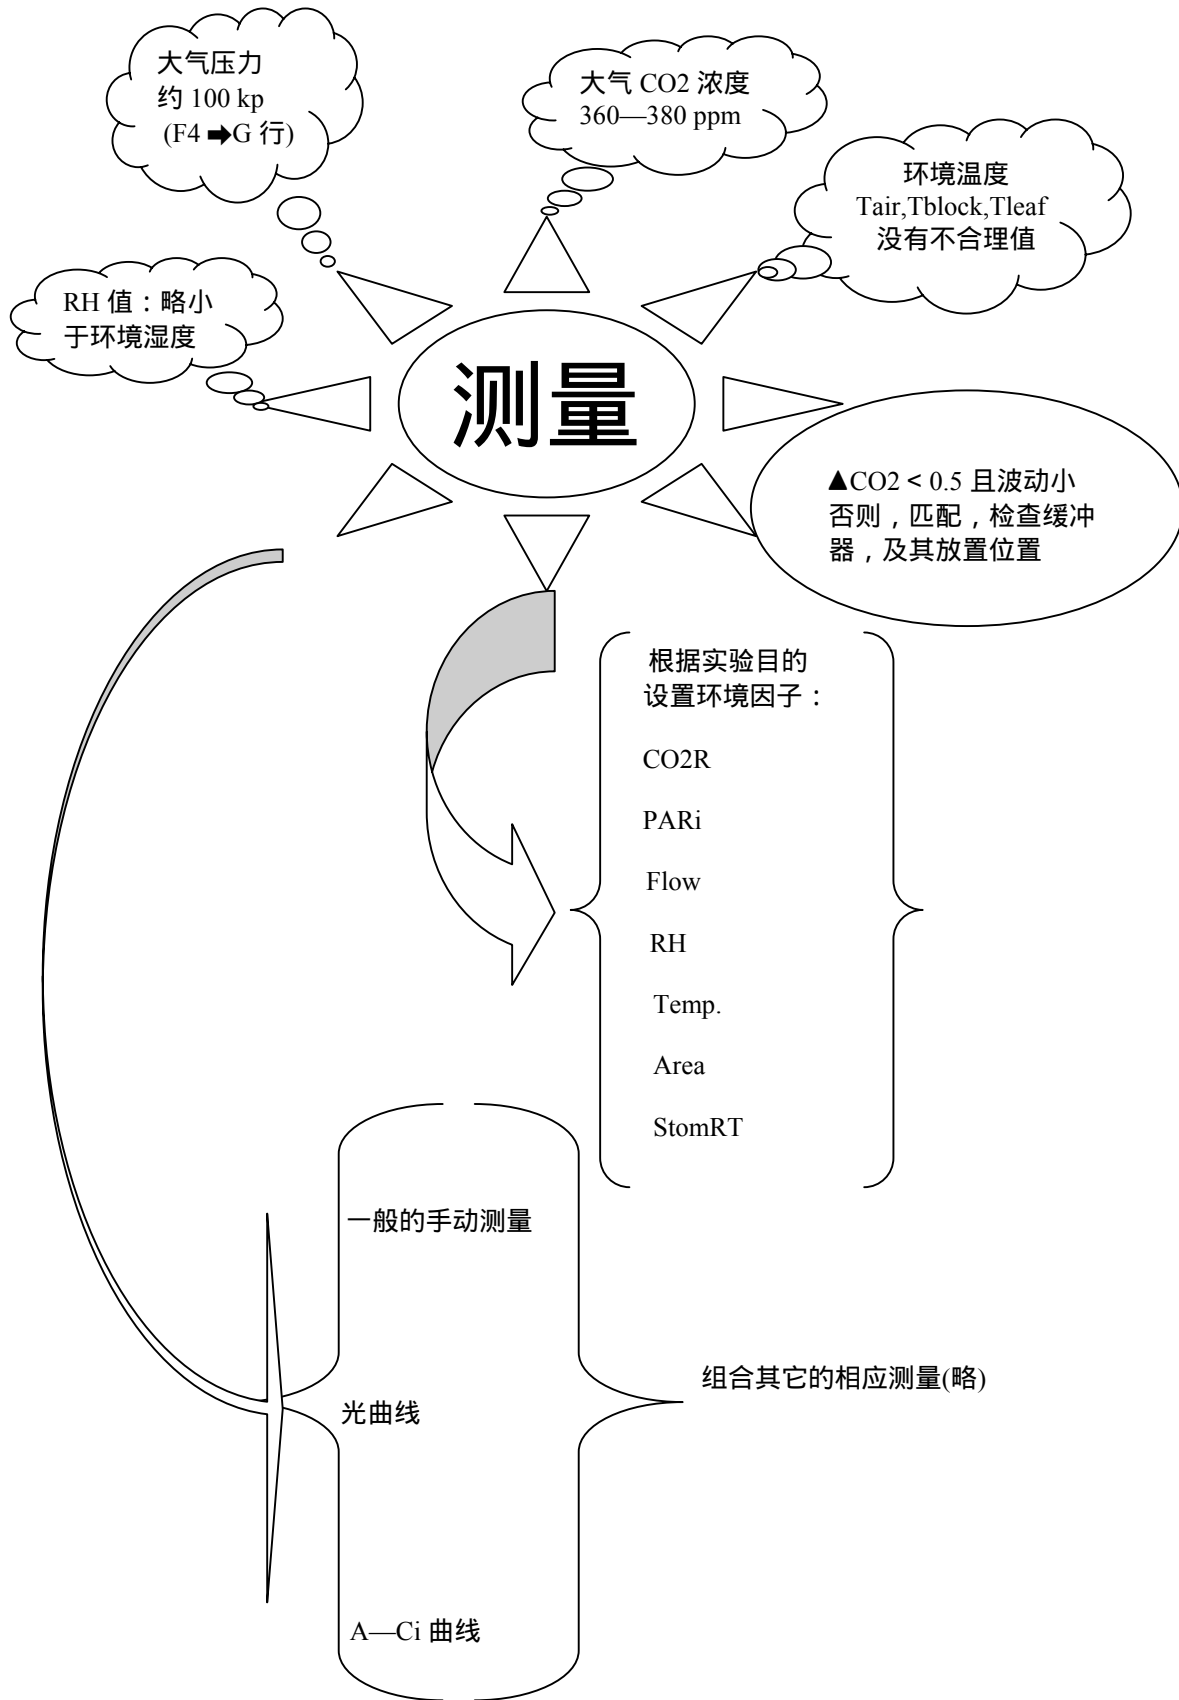 大气压力
约 100 kp
(F4 ➡G 行)
大气 CO2 浓度
360—380 ppm
环境温度
Tair,Tblock,Tleaf
没有不合理值
RH 值：略小
于环境湿度
测量
▲CO2＜0.5 且波动小
否则，匹配，检查缓冲
器，及其放置位置
根据实验目的
设置环境因子：
CO2R
PARi
Flow
RH
Temp.
Area
StomRT
一般的手动测量
光曲线
A—Ci 曲线
组合其它的相应测量(略)